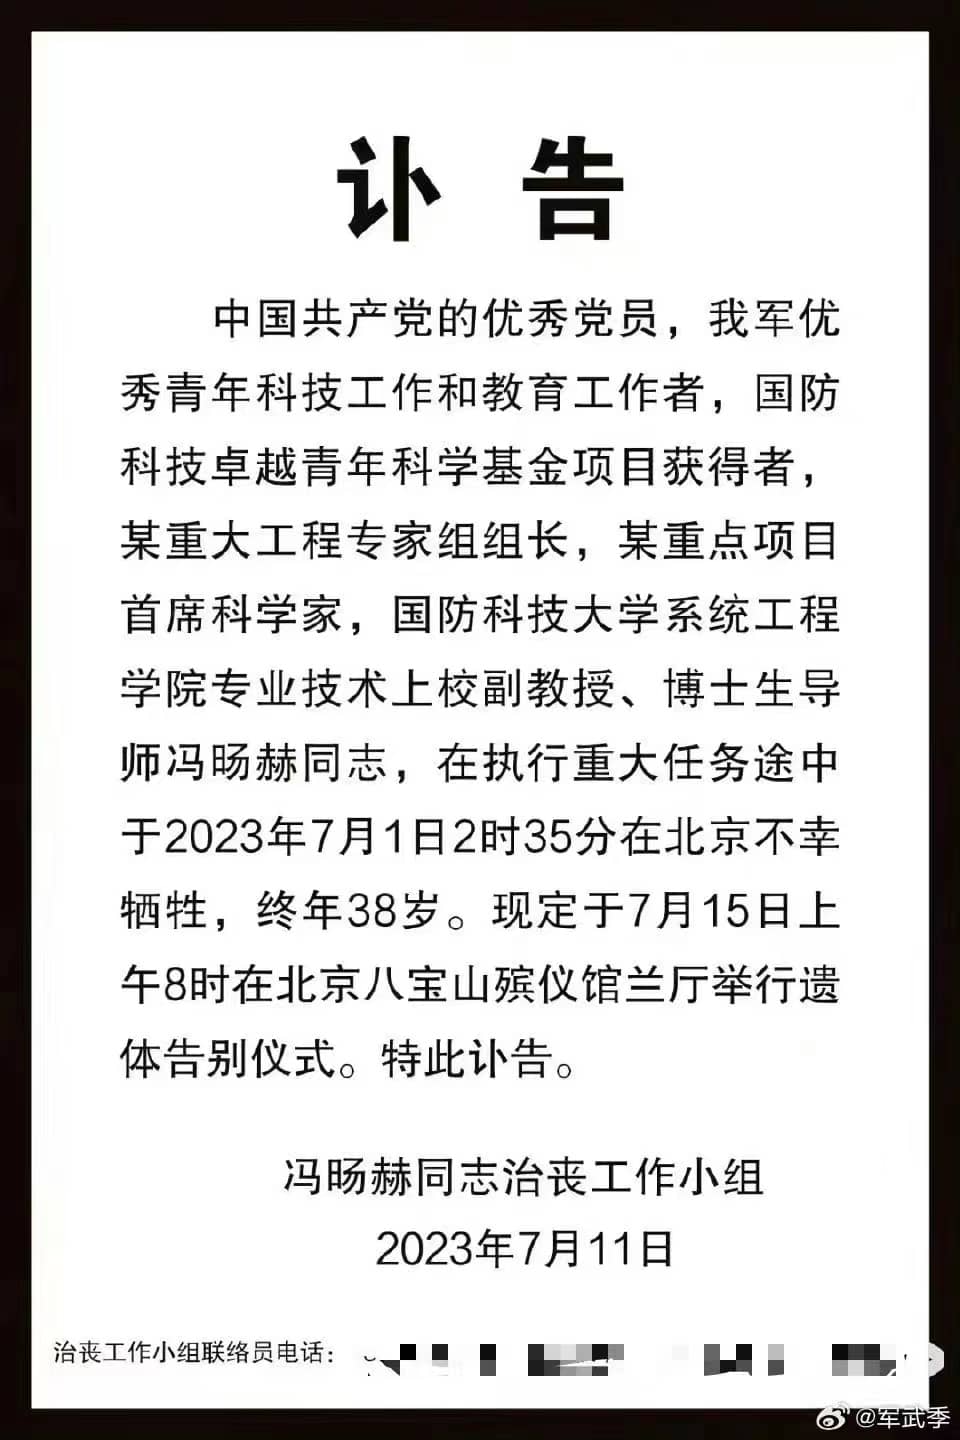 讣 告
中国共产党的优秀党员，我军优
秀青年科技工作和教育工作者，国防
科技卓越青年科学基金项目获得者，
某重大工程专家组组长，某重点项目
首席科学家，国防科技大学系统工程
学院专业技术上校副教授、博士生导
师冯旸赫同志，在执行重大任务途中
于2023年7月1日2时35分在北京不幸
牺牲，终年38岁。现定于7月15日上
午8时在北京八宝山殡仪馆兰厅举行遗
体告别仪式。特此讣告。
冯旸赫同志治丧工作小组
2023年7月11日
治丧工作小组联络员电话：
@军武季